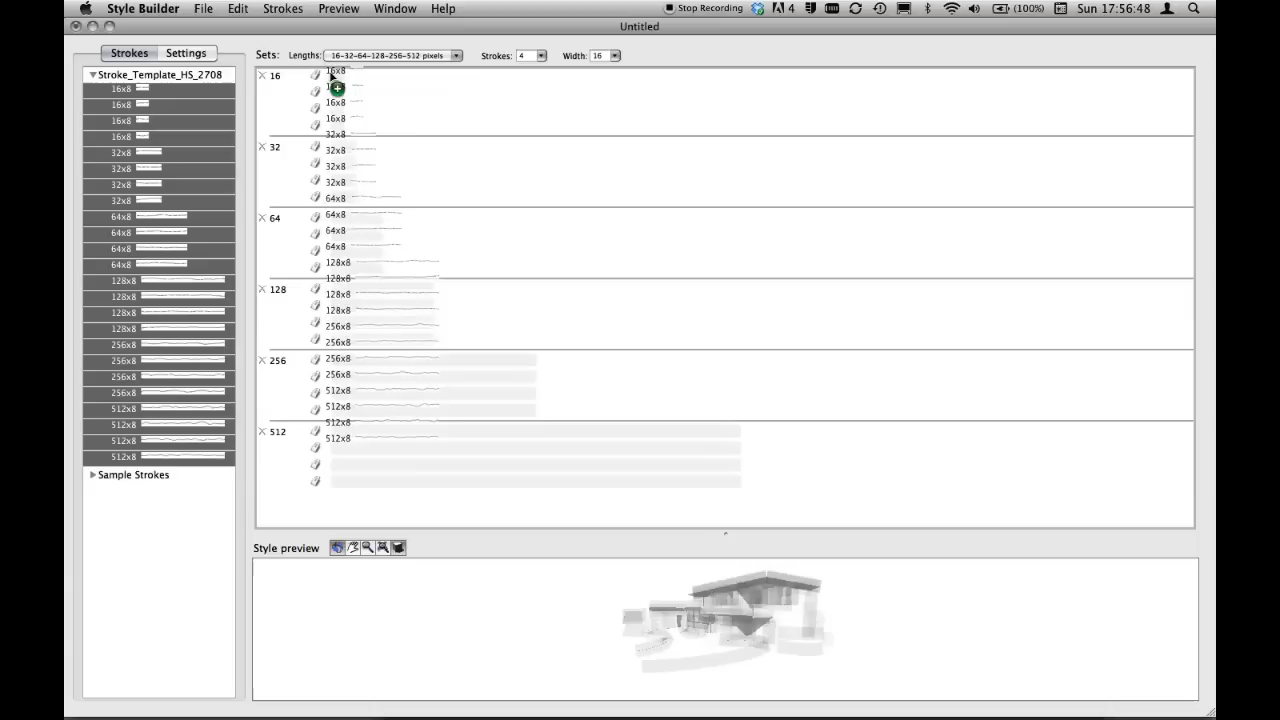 Style Builder File Edit Strokes Preview Window Help Stop Recording 4 (100%) Sun 17:56:48
Untitled
Strokes Settings
Sets: Lengths: 16-32-64-128-256-512 pixels Strokes: 4 Width: 16
Stroke_Template_HS_2708
16x8
16x8
16x8
16x8
32x8
32x8
32x8
32x8
64x8
64x8
64x8
64x8
128x8
128x8
128x8
128x8
256x8
256x8
256x8
256x8
512x8
512x8
512x8
512x8
Sample Strokes
16
32
64
128
256
512
16x8
16x8
16x8
32x8
32x8
32x8
32x8
64x8
64x8
64x8
64x8
128x8
128x8
128x8
128x8
256x8
256x8
256x8
256x8
512x8
512x8
512x8
512x8
Style preview